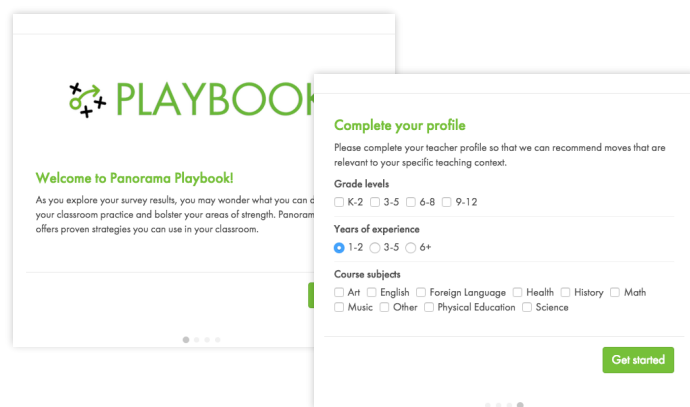 PLAYBOOK
Welcome to Panorama Playbook!
As you explore your survey results, you may wonder what you can d
your classroom practice and bolster your areas of strength. Panoram
offers proven strategies you can use in your classroom.
Complete your profile
Please complete your teacher profile so that we can recommend moves that are
relevant to your specific teaching context.
Grade levels
K-2 3-5 6-8 9-12
Years of experience
1-2 3-5 6+
Course subjects
Art English Foreign Language Health History Math
Music Other Physical Education Science
Get started